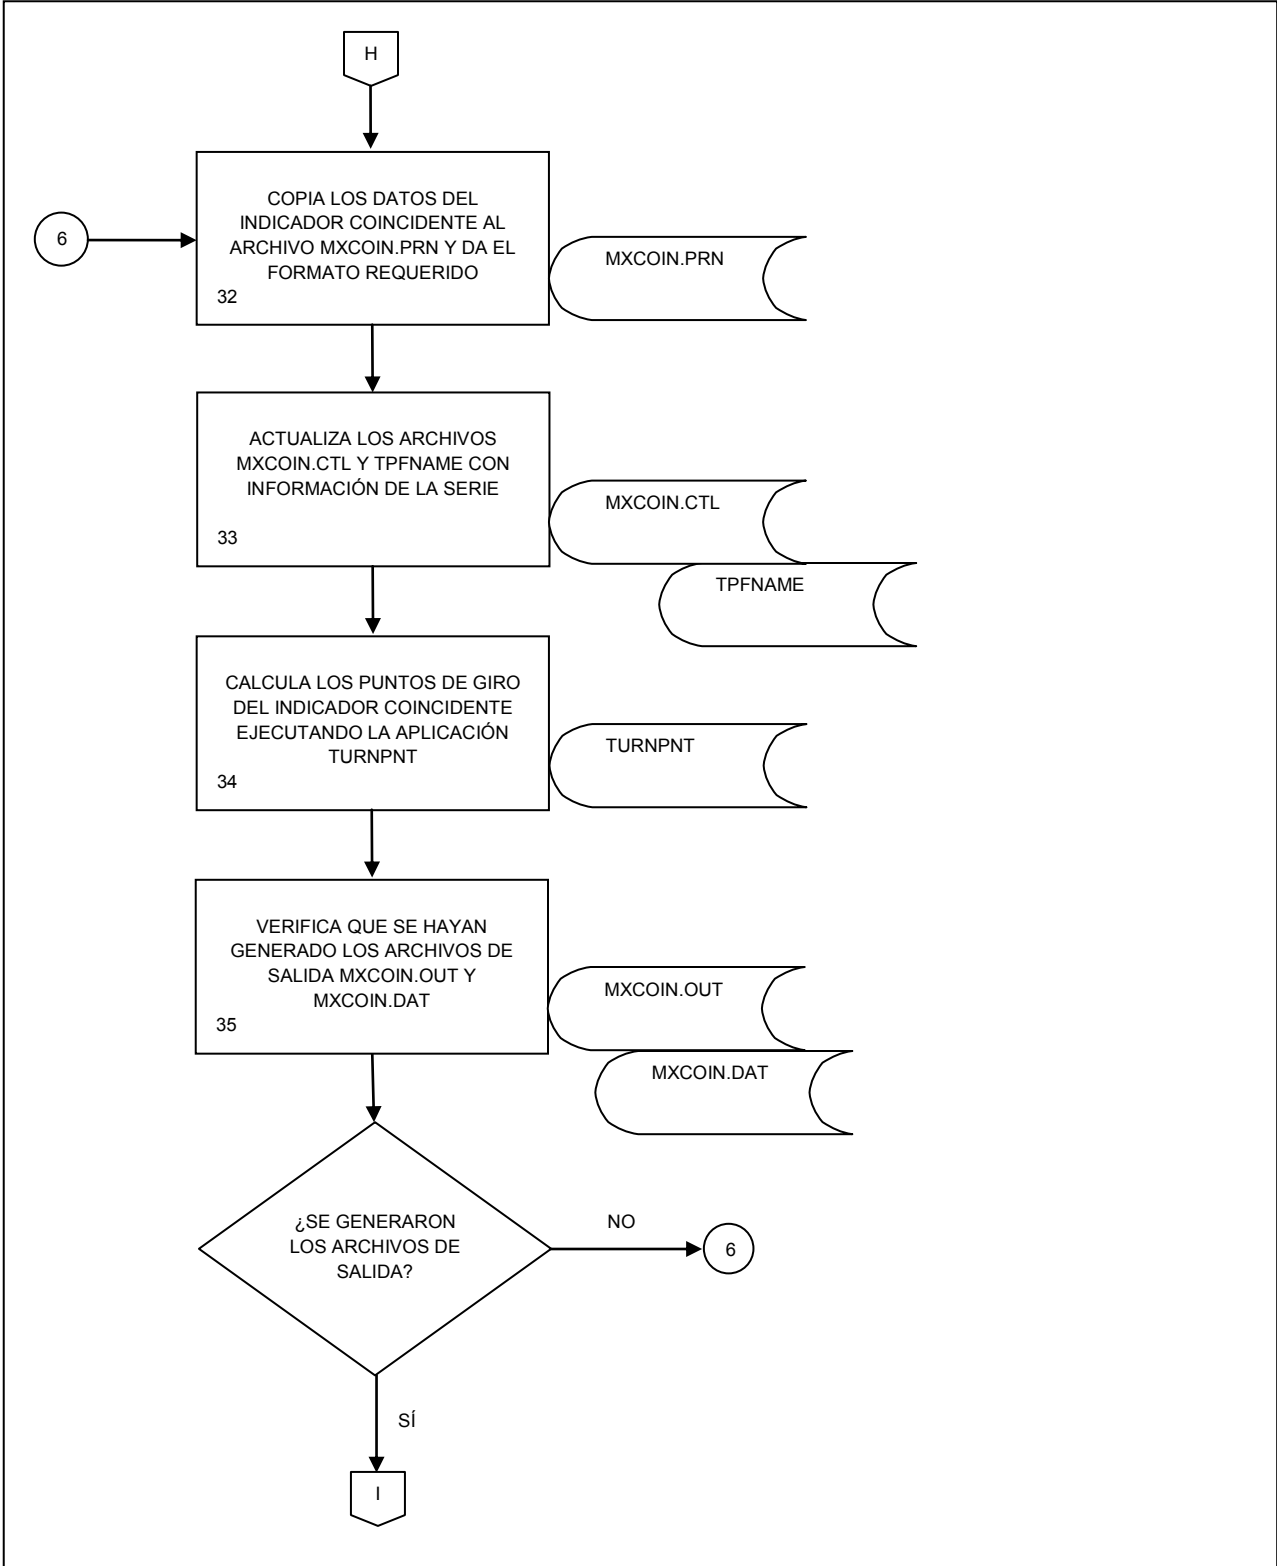 H
COPIA LOS DATOS DEL
INDICADOR COINCIDENTE AL
ARCHIVO MXCOIN.PRN Y DA EL
FORMATO REQUERIDO
32
6
MXCOIN.PRN
ACTUALIZA LOS ARCHIVOS
MXCOIN.CTL Y TPFNAME CON
INFORMACIÓN DE LA SERIE
33
MXCOIN.CTL
TPFNAME
CALCULA LOS PUNTOS DE GIRO
DEL INDICADOR COINCIDENTE
EJECUTANDO LA APLICACIÓN
TURNPNT
34
TURNPNT
VERIFICA QUE SE HAYAN
GENERADO LOS ARCHIVOS DE
SALIDA MXCOIN.OUT Y
MXCOIN.DAT
35
MXCOIN.OUT
MXCOIN.DAT
¿SE GENERARON
LOS ARCHIVOS DE
SALIDA?
NO
6
SÍ
I